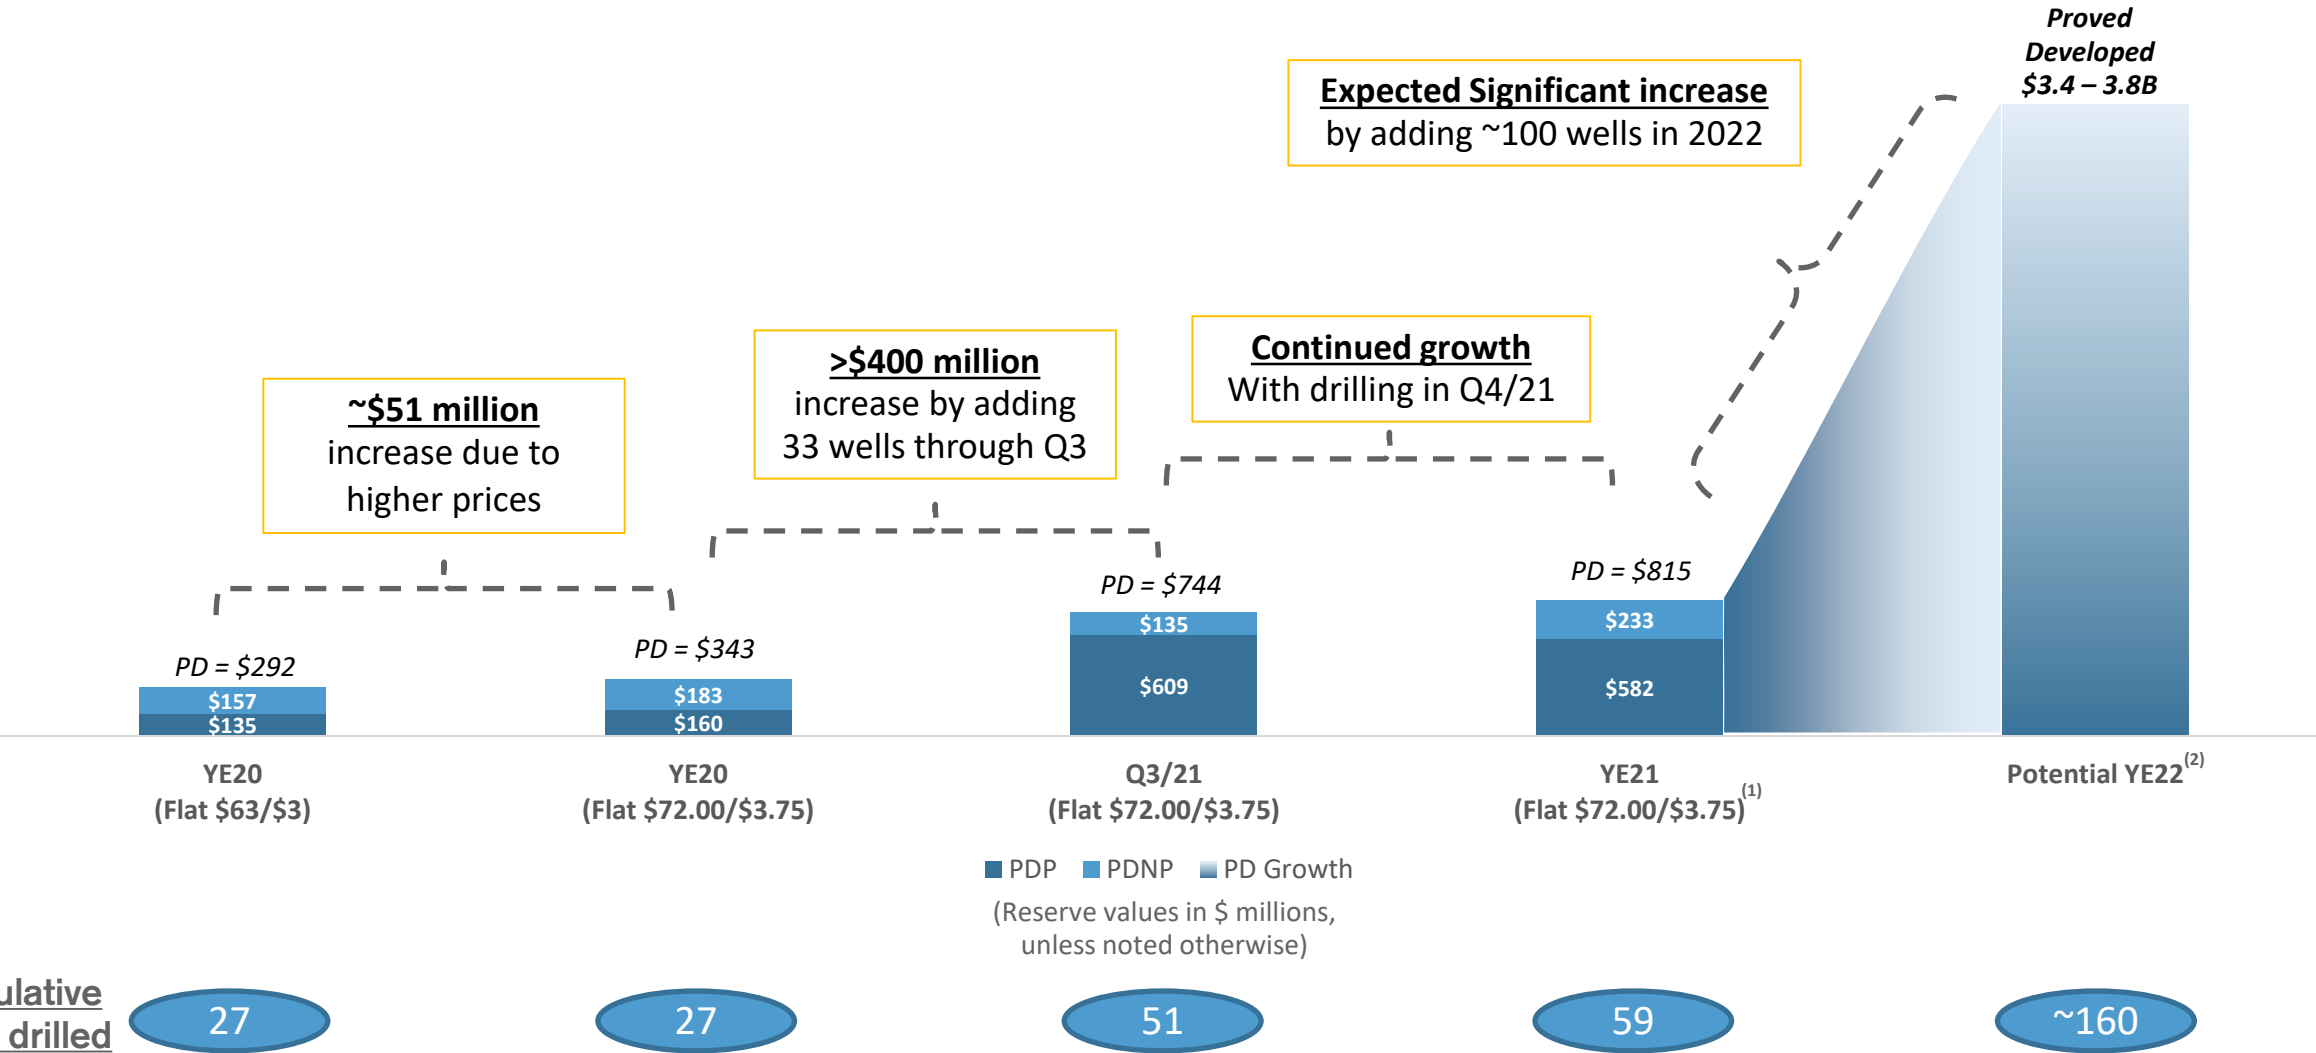 Proved
Developed
$3.4 – 3.8B
Expected Significant increase
by adding ~100 wells in 2022
Continued growth
With drilling in Q4/21
>$400 million
increase by adding
33 wells through Q3
~$51 million
increase due to
higher prices
PD = $292
$157
$135
PD = $343
$183
$160
PD = $744
$135
$609
PD = $815
$233
$582
YE20
(Flat $63/$3)
YE20
(Flat $72.00/$3.75)
Q3/21
(Flat $72.00/$3.75)
YE21
(Flat $72.00/$3.75)(1)
Potential YE22(2)
PDP PDNP PD Growth
(Reserve values in $ millions,
unless noted otherwise)
ulative
drilled
27 27 51 59 ~160